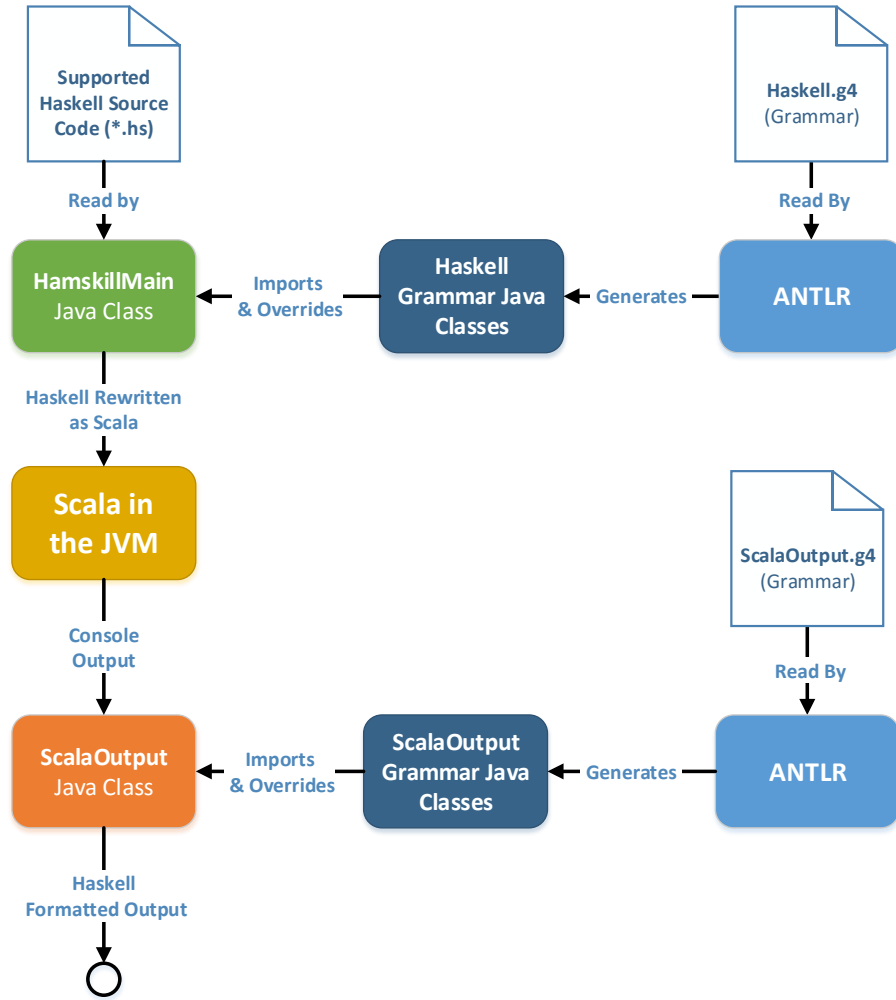 Supported
Haskell Source
Code (*.hs)
Haskell.g4
(Grammar)
Read by
Read By
HamskillMain
Java Class
Imports
& Overrides
Haskell
Grammar Java
Classes
Generates
ANTLR
Haskell Rewritten
as Scala
Scala in
the JVM
ScalaOutput.g4
(Grammar)
Console
Output
Read By
ScalaOutput
Java Class
Imports
& Overrides
ScalaOutput
Grammar Java
Classes
Generates
ANTLR
Haskell
Formatted Output